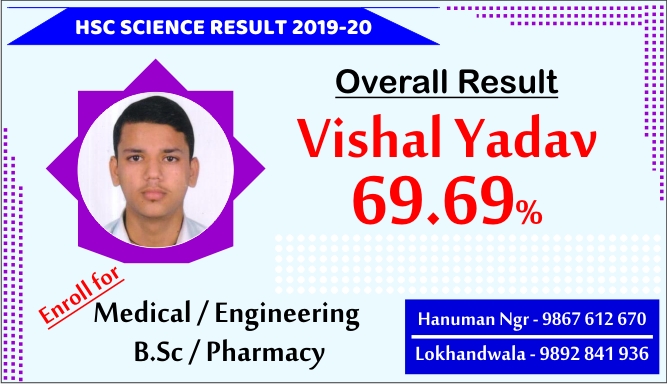 HSC SCIENCE RESULT 2019-20
Overall Result
Vishal Yadav
69.69%
Enroll for
Medical / Engineering
B.Sc / Pharmacy
Hanuman Ngr - 9867 612 670
Lokhandwala - 9892 841 936